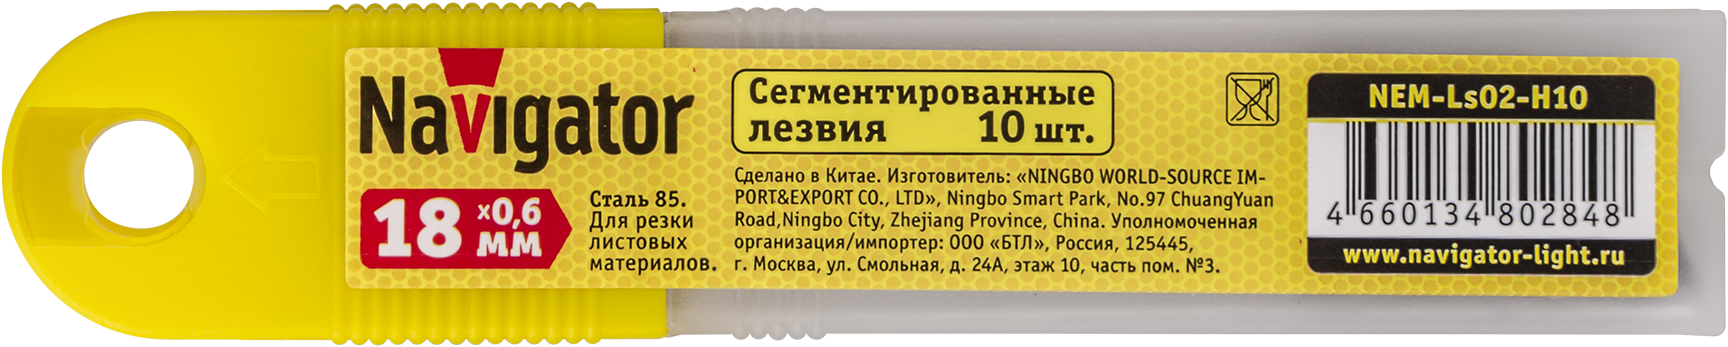 Navigator
18 ×0,6 мм
Сталь 85.
Для резки
листовых
материалов.
Сегментированные
лезвия 10 шт.
Сделано в Китае. Изготовитель: «NINGBO WORLD-SOURCE IM-
PORT&EXPORT CO., LTD», Ningbo Smart Park, No.97 ChuangYuan
Road,Ningbo City, Zhejiang Province, China. Уполномоченная
организация/импортер: ООО «БТЛ», Россия, 125445,
г. Москва, ул. Смольная, д. 24А, этаж 10, часть пом. №3.
NEM-Ls02-H10
4 660134 802848
www.navigator-light.ru